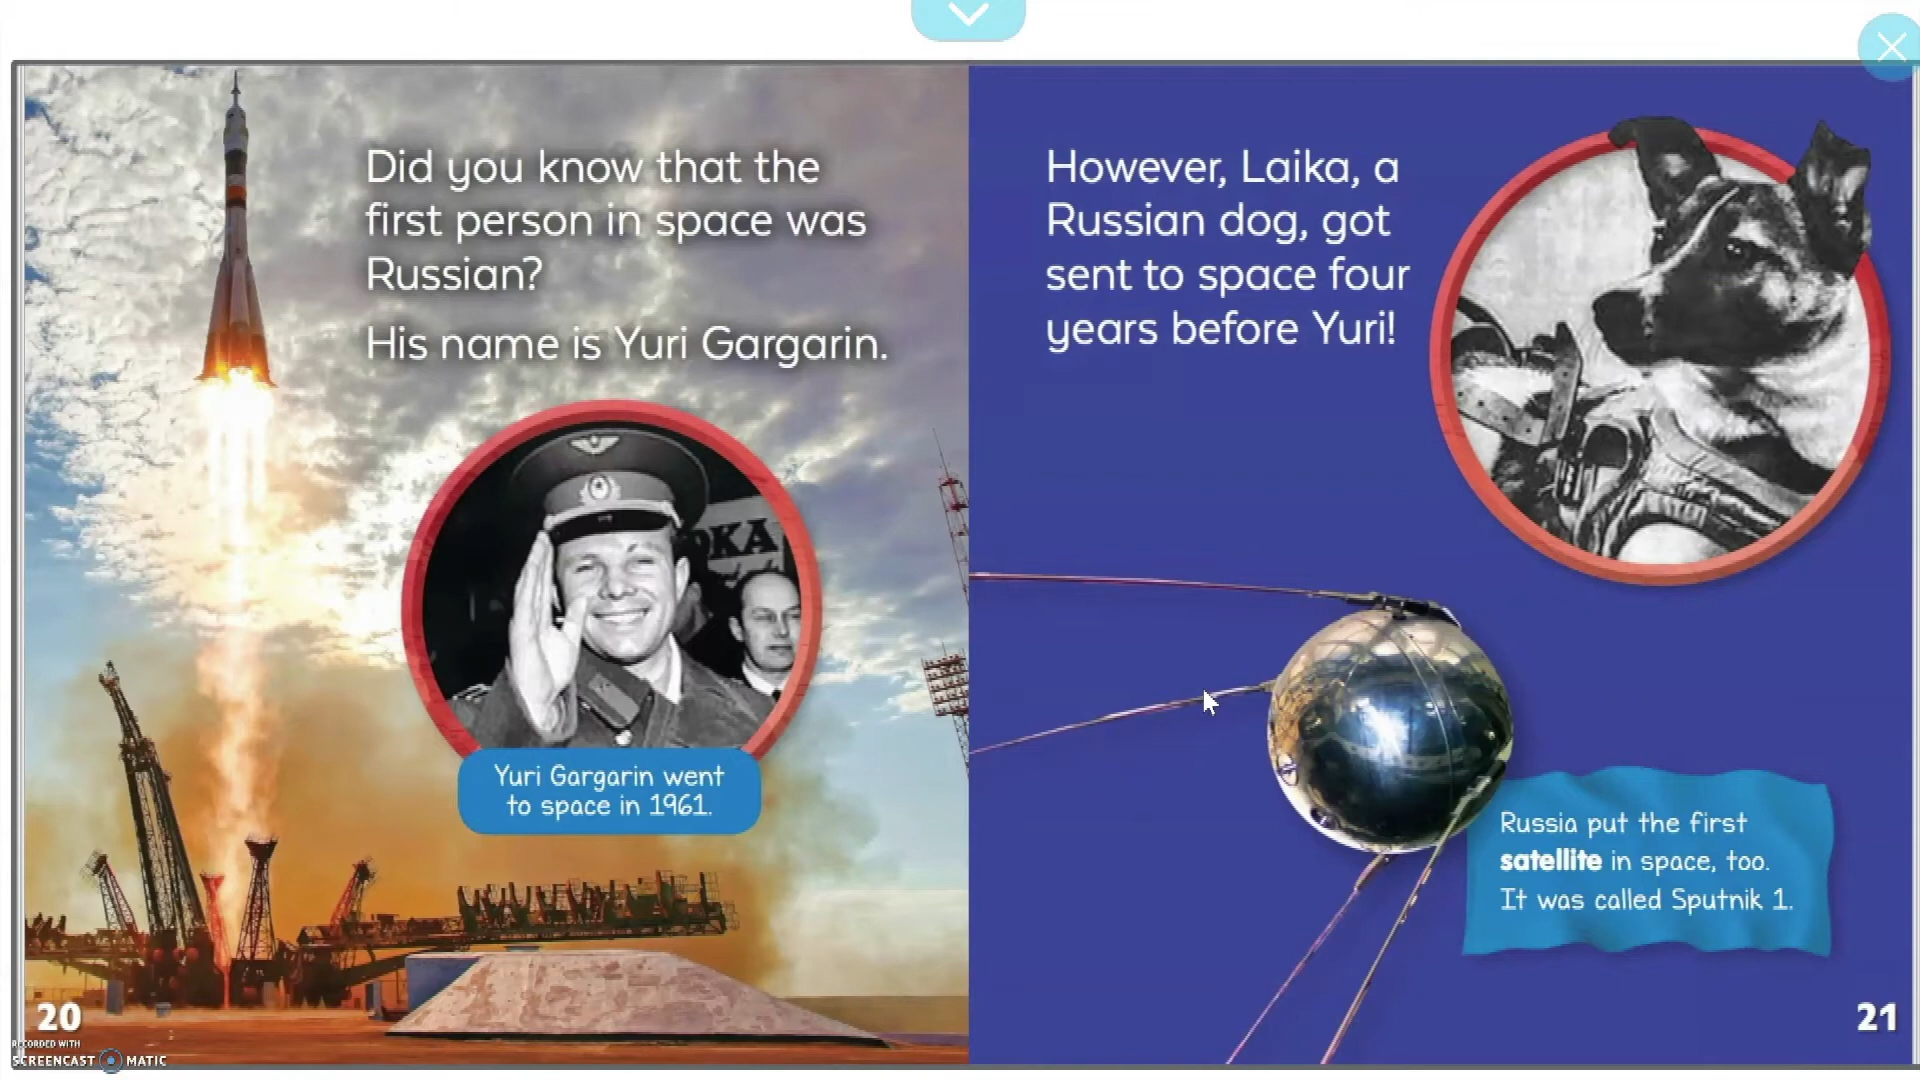 Did you know that the
first person in space was
Russian?
His name is Yuri Gargarin.
Yuri Gargarin went
to space in 1961.
20
However, Laika, a
Russian dog, got
sent to space four
years before Yuri!
Russia put the first
satellite in space, too.
It was called Sputnik 1.
21
RECORDED WITH
SCREENCAST MATIC